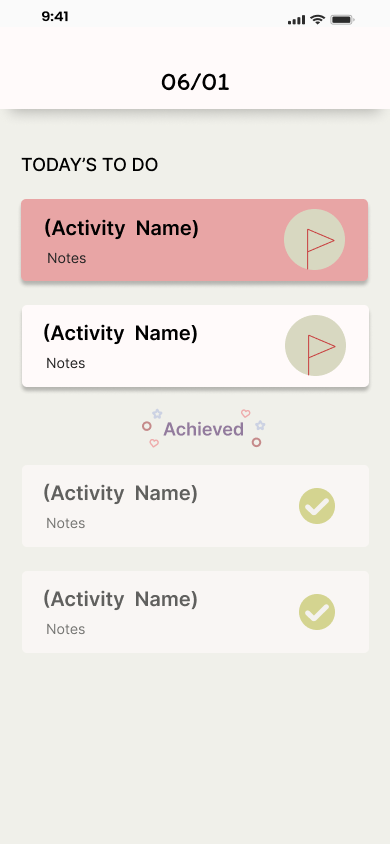 9:41
06/01
TODAY'S TO DO
(Activity Name)
Notes
(Activity Name)
Notes
Achieved
(Activity Name)
Notes
(Activity Name)
Notes